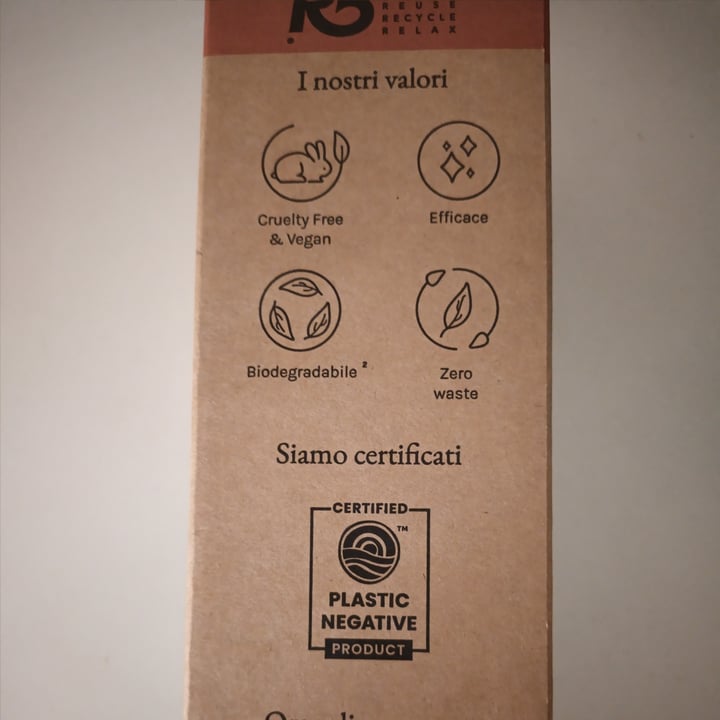 REUSE
RECYCLE
RELAX
I nostri valori
Cruelty Free
& Vegan
Efficace
Biodegradabile ²
Zero
waste
Siamo certificati
CERTIFIED
™
PLASTIC
NEGATIVE
PRODUCT